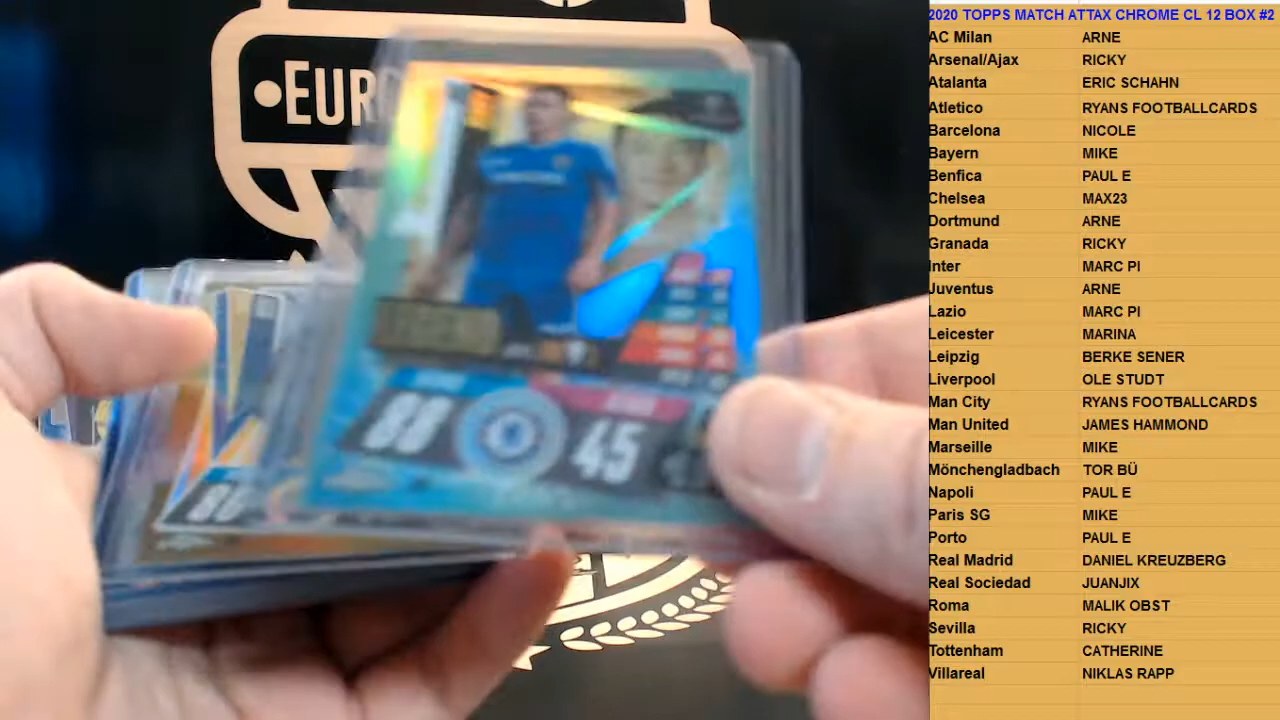 2020 TOPPS MATCH ATTAX CHROME CL 12 BOX #2
AC Milan ARNE
Arsenal/Ajax RICKY
Atalanta ERIC SCHAHN
Atletico RYANS FOOTBALLCARDS
Barcelona NICOLE
Bayern MIKE
Benfica PAUL E
Chelsea MAX23
Dortmund ARNE
Granada RICKY
Inter MARC PI
Juventus ARNE
Lazio MARC PI
Leicester MARINA
Leipzig BERKE SENER
Liverpool OLE STUDT
Man City RYANS FOOTBALLCARDS
Man United JAMES HAMMOND
Marseille MIKE
Mönchengladbach TOR BÜ
Napoli PAUL E
Paris SG MIKE
Porto PAUL E
Real Madrid DANIEL KREUZBERG
Real Sociedad JUANJIX
Roma MALIK OBST
Sevilla RICKY
Tottenham CATHERINE
Villareal NIKLAS RAPP
EUR
LEGEND
88 45